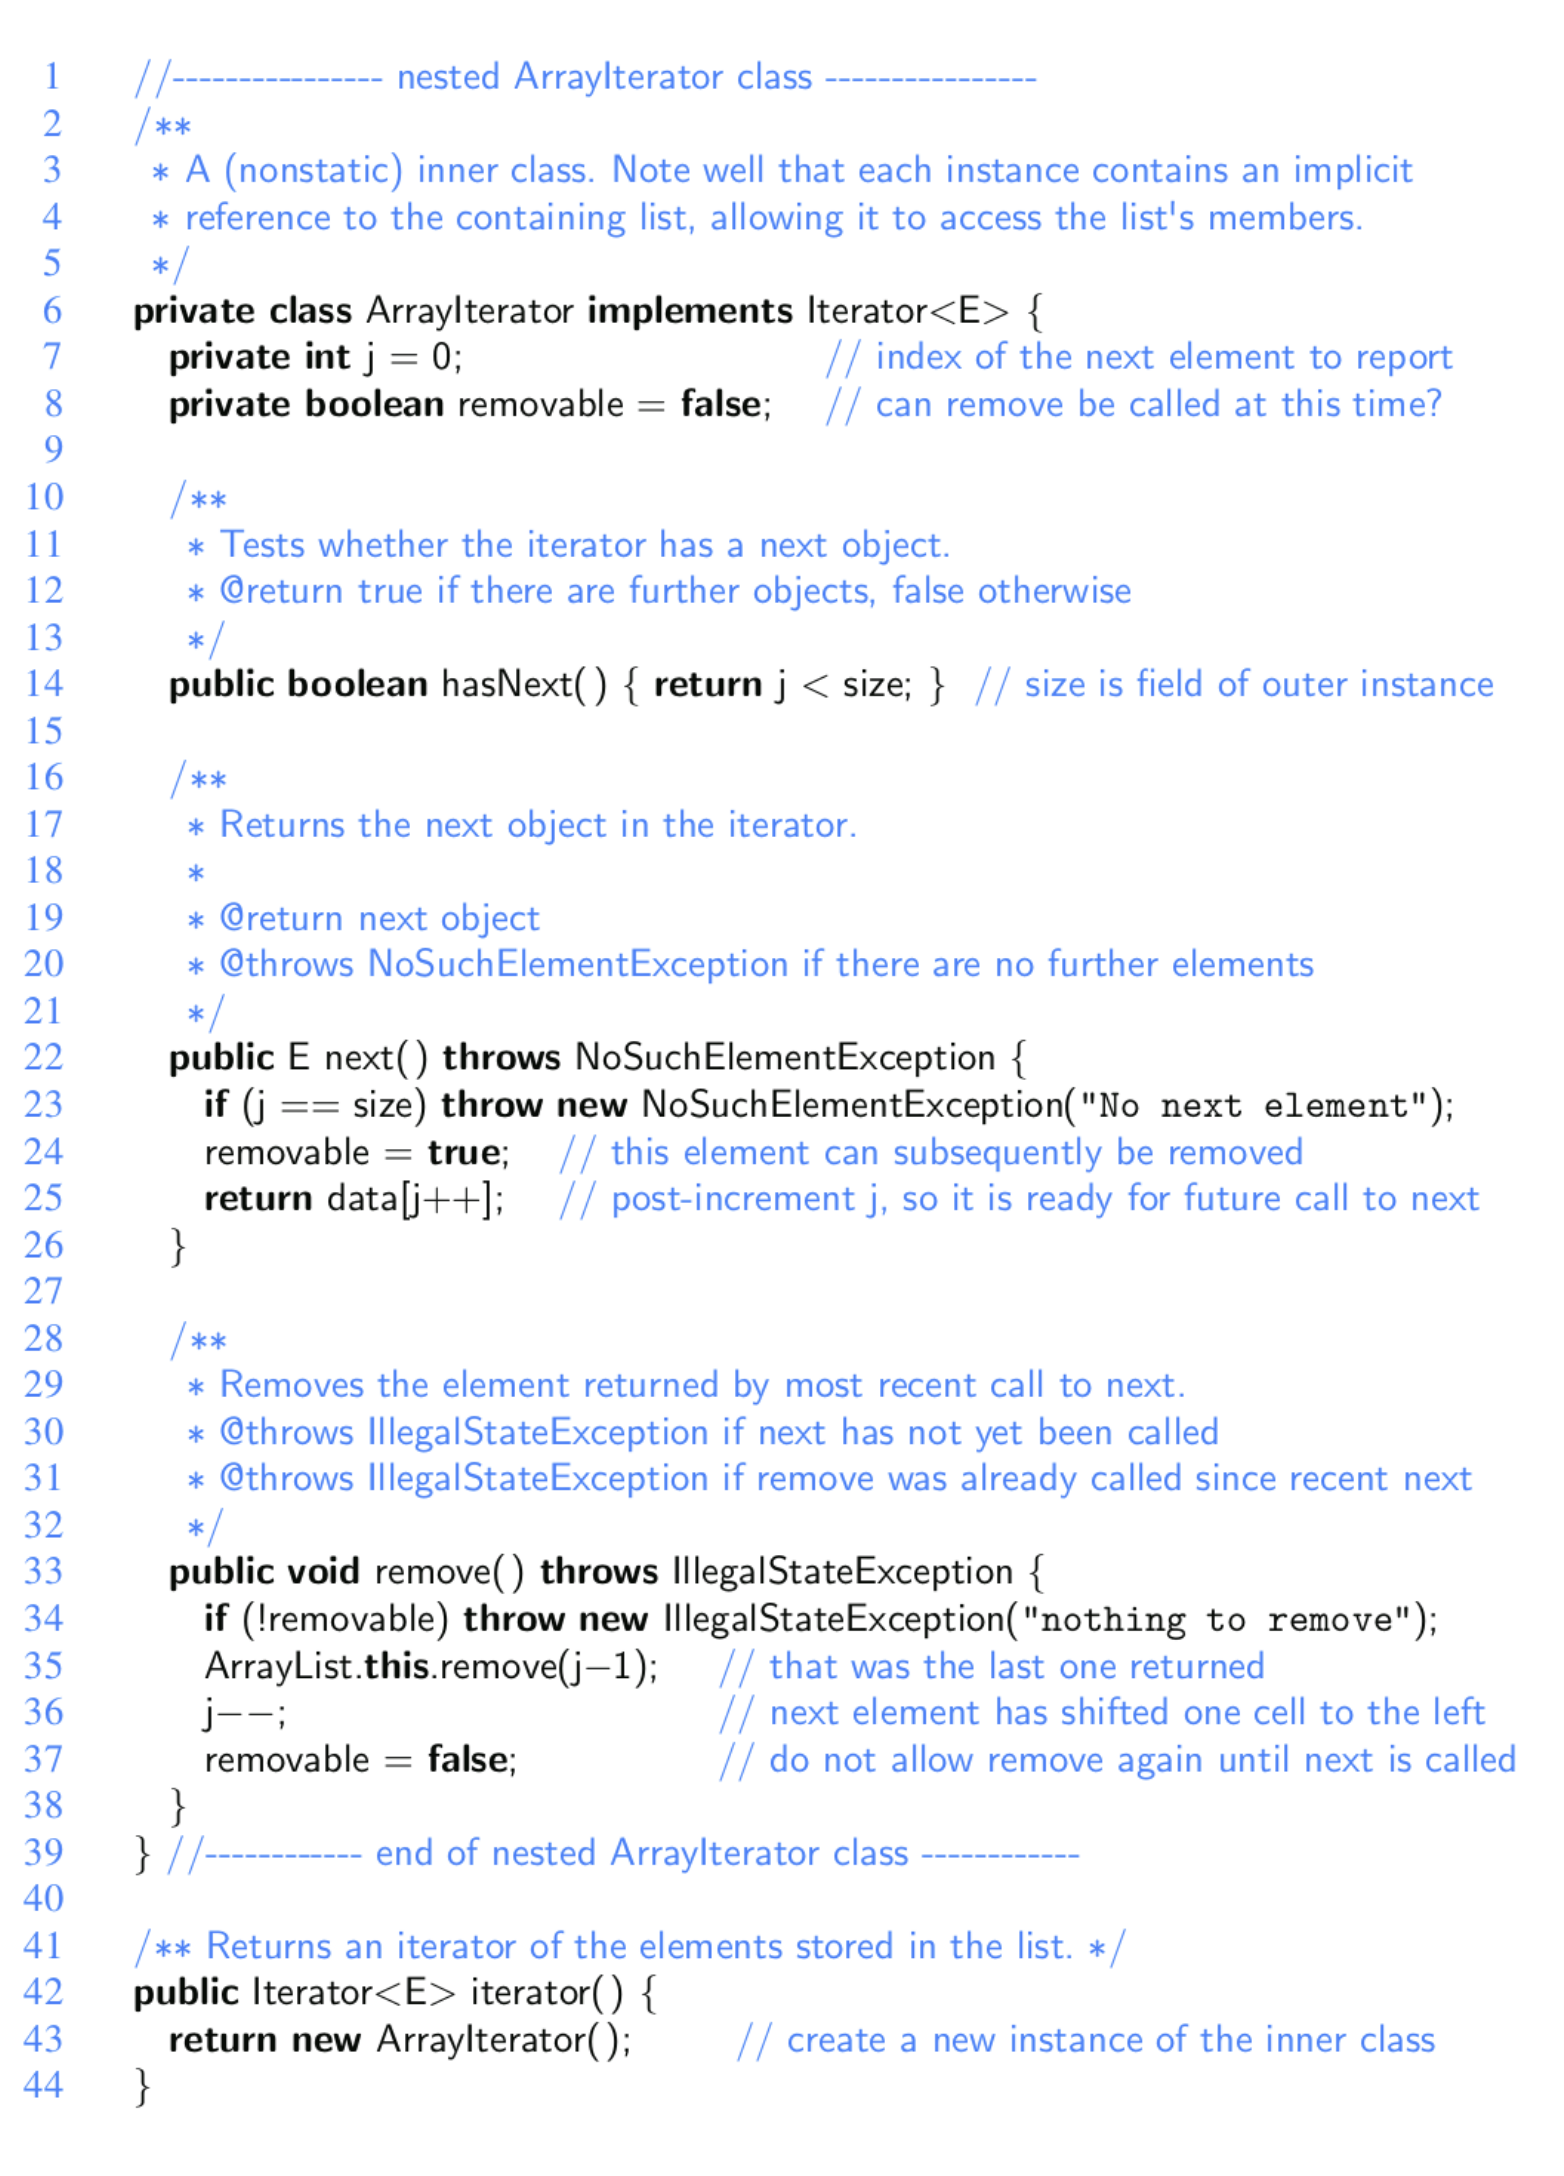 1 //---------------- nested ArrayIterator class ----------------
2 /**
3 * A (nonstatic) inner class. Note well that each instance contains an implicit
4 * reference to the containing list, allowing it to access the list's members.
5 */
6 private class ArrayIterator implements Iterator<E> {
7 private int j = 0; // index of the next element to report
8 private boolean removable = false; // can remove be called at this time?
9
10 /**
11 * Tests whether the iterator has a next object.
12 * @return true if there are further objects, false otherwise
13 */
14 public boolean hasNext() { return j < size; } // size is field of outer instance
15
16 /**
17 * Returns the next object in the iterator.
18 *
19 * @return next object
20 * @throws NoSuchElementException if there are no further elements
21 */
22 public E next() throws NoSuchElementException {
23 if (j == size) throw new NoSuchElementException("No next element");
24 removable = true; // this element can subsequently be removed
25 return data[j++]; // post-increment j, so it is ready for future call to next
26 }
27
28 /**
29 * Removes the element returned by most recent call to next.
30 * @throws IllegalStateException if next has not yet been called
31 * @throws IllegalStateException if remove was already called since recent next
32 */
33 public void remove() throws IllegalStateException {
34 if (!removable) throw new IllegalStateException("nothing to remove");
35 ArrayList.this.remove(j−1); // that was the last one returned
36 j−−; // next element has shifted one cell to the left
37 removable = false; // do not allow remove again until next is called
38 }
39 } //------------ end of nested ArrayIterator class ------------
40
41 /** Returns an iterator of the elements stored in the list. */
42 public Iterator<E> iterator() {
43 return new ArrayIterator(); // create a new instance of the inner class
44 }